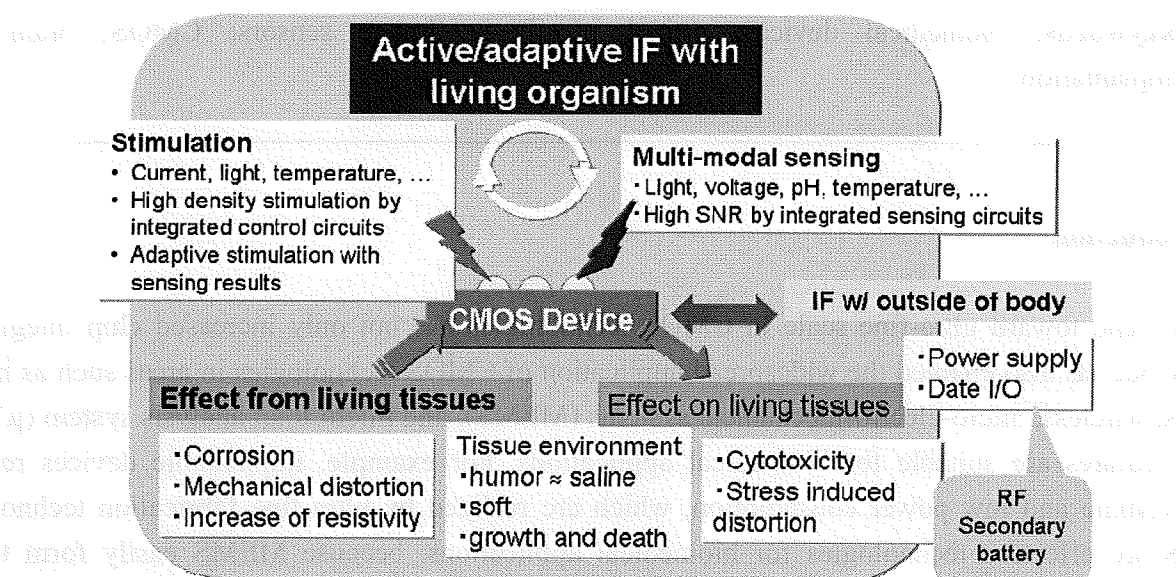 Active/adaptive IF with
living organism
Stimulation
• Current, light, temperature, …
• High density stimulation by
integrated control circuits
• Adaptive stimulation with
sensing results
Multi-modal sensing
・Light, voltage, pH, temperature, …
・High SNR by integrated sensing circuits
CMOS Device
IF w/ outside of body
・Power supply
・Date I/O
RF
Secondary
battery
Effect from living tissues
・Corrosion
・Mechanical distortion
・Increase of resistivity
Tissue environment
・humor ≈ saline
・soft
・growth and death
Effect on living tissues
・Cytotoxicity
・Stress induced
distortion